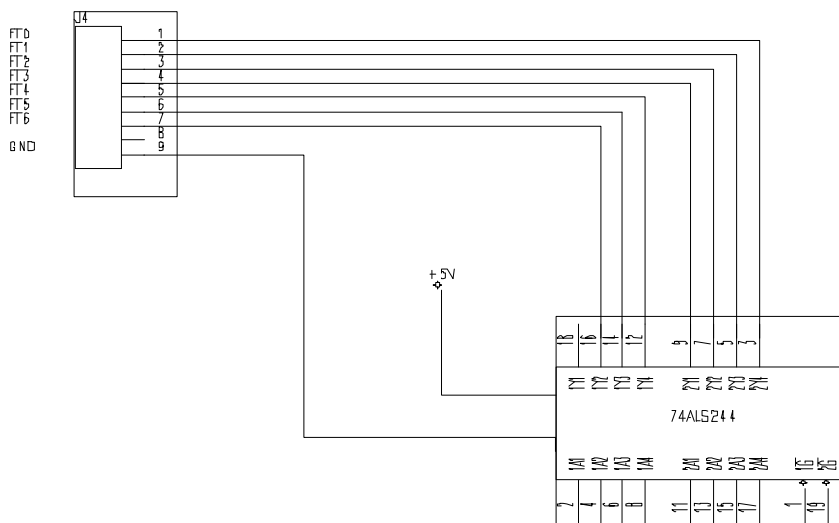 J4
FT0 1
FT1 2
FT2 3
FT3 4
FT4 5
FT5 6
FT6 7
8
GND 9
+5V
18 16 14 12 9 7 5 3
1Y1 1Y2 1Y3 1Y4 2Y1 2Y2 2Y3 2Y4
74ALS244
1A1 1A2 1A3 1A4 2A1 2A2 2A3 2A4 1G 2G
2 4 6 8 11 13 15 17 1 19